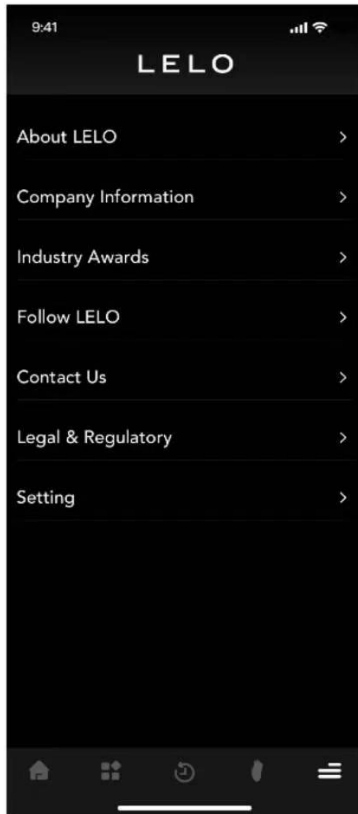 9:41
LELO
About LELO
Company Information
Industry Awards
Follow LELO
Contact Us
Legal & Regulatory
Setting